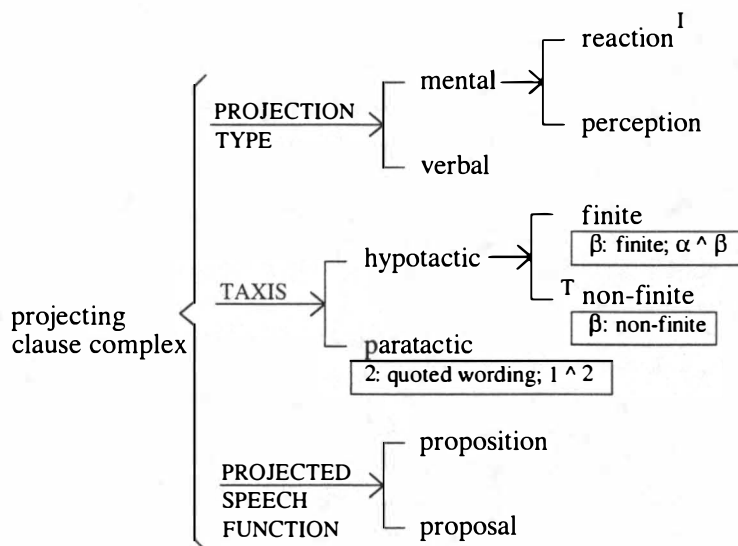 reaction I
mental
PROJECTION
TYPE
perception
verbal
finite
β: finite; α ^ β
hypotactic
TAXIS
T non-finite
β: non-finite
projecting
clause complex
paratactic
2: quoted wording; 1 ^ 2
proposition
PROJECTED
SPEECH
FUNCTION
proposal